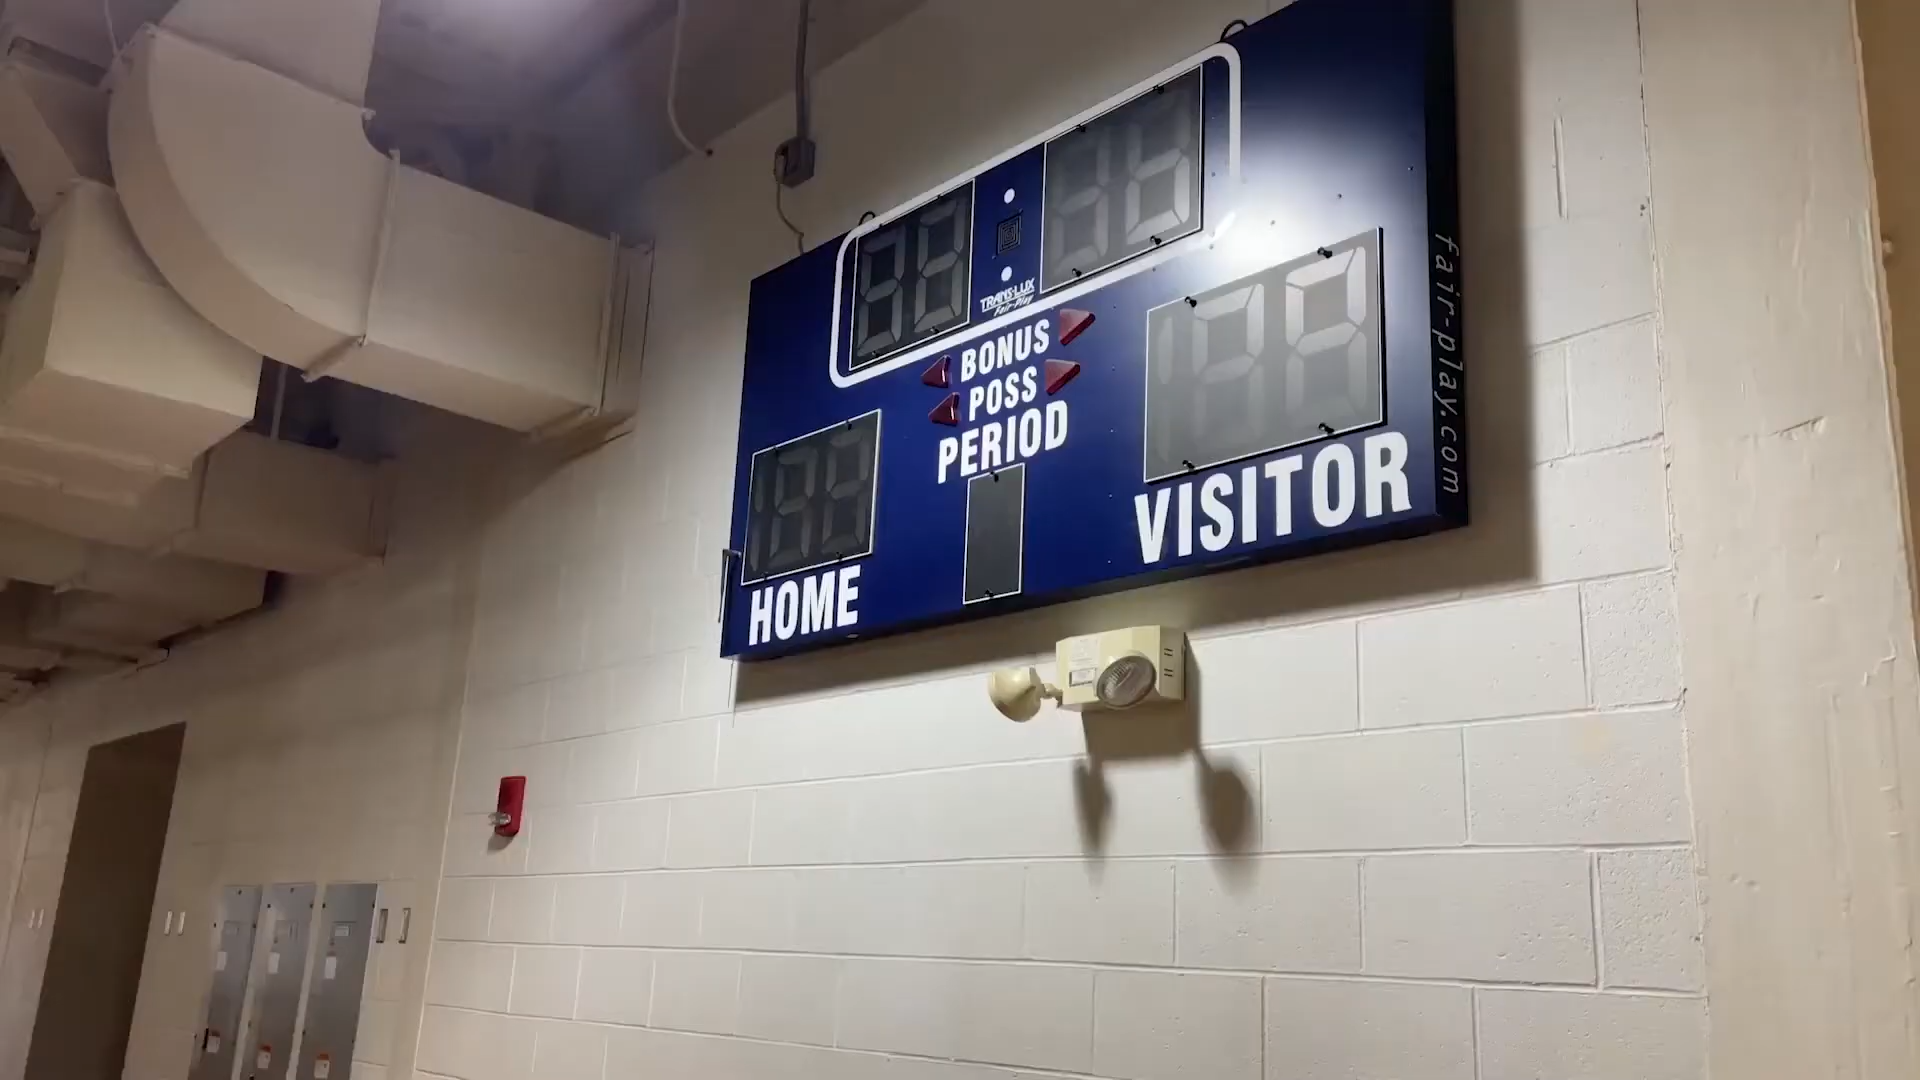 TRANS-LUX
Fair-Play
BONUS
POSS
PERIOD
HOME
VISITOR
fair-play.com